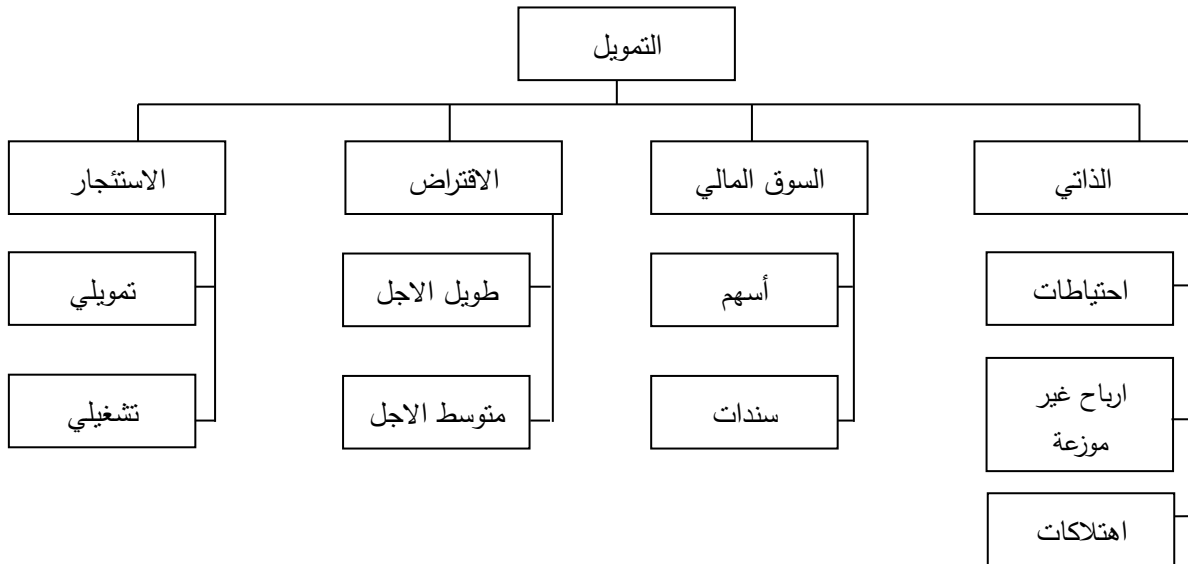 التمويل
الذاتي
السوق المالي
الاقتراض
الاستئجار
احتياطات
أسهم
طويل الاجل
تمويلي
ارباح غير
موزعة
سندات
متوسط الاجل
تشغيلي
اهتلاكات